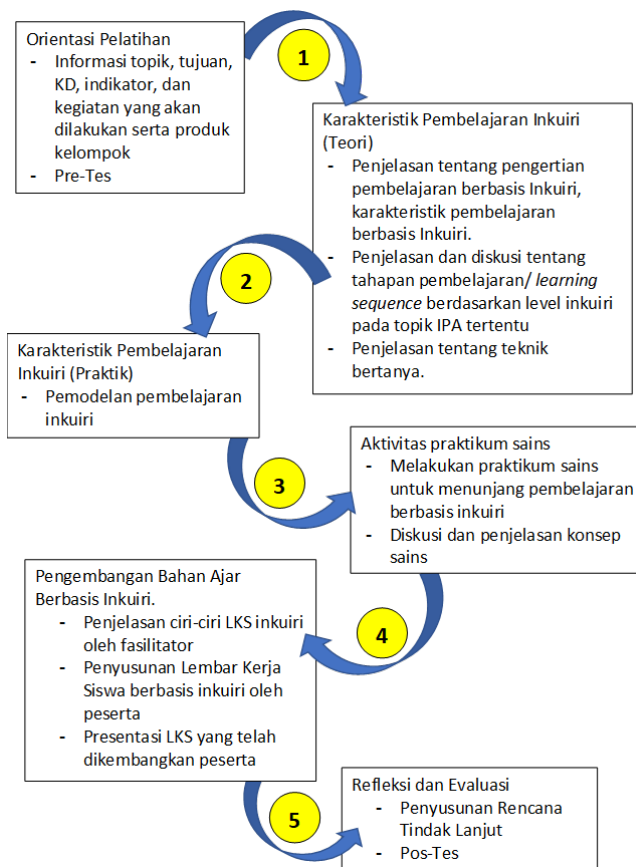 Orientasi Pelatihan
- Informasi topik, tujuan,
KD, indikator, dan
kegiatan yang akan
dilakukan serta produk
kelompok
- Pre-Tes
1
Karakteristik Pembelajaran Inkuiri
(Teori)
- Penjelasan tentang pengertian
pembelajaran berbasis Inkuiri,
karakteristik pembelajaran
berbasis Inkuiri.
- Penjelasan dan diskusi tentang
tahapan pembelajaran/ learning
sequence berdasarkan level inkuiri
pada topik IPA tertentu
- Penjelasan tentang teknik
bertanya.
2
Karakteristik Pembelajaran
Inkuiri (Praktik)
- Pemodelan pembelajaran
inkuiri
3
Aktivitas praktikum sains
- Melakukan praktikum sains
untuk menunjang pembelajaran
berbasis inkuiri
- Diskusi dan penjelasan konsep
sains
4
Pengembangan Bahan Ajar
Berbasis Inkuiri.
- Penjelasan ciri-ciri LKS inkuiri
oleh fasilitator
- Penyusunan Lembar Kerja
Siswa berbasis inkuiri oleh
peserta
- Presentasi LKS yang telah
dikembangkan peserta
5
Refleksi dan Evaluasi
- Penyusunan Rencana
Tindak Lanjut
- Pos-Tes